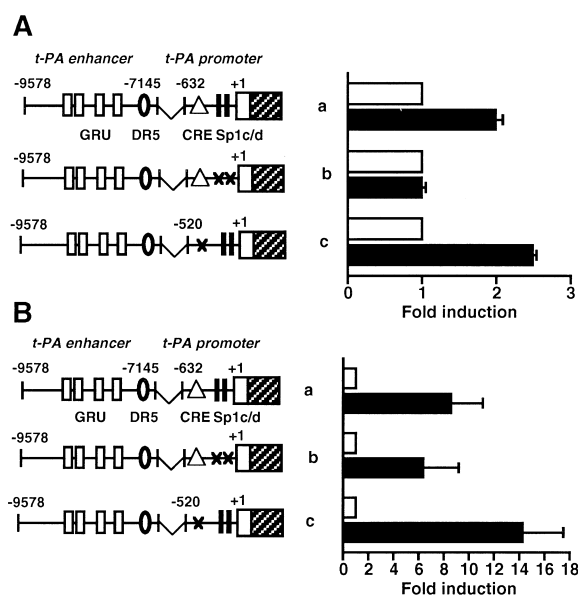 A
t-PA enhancer t-PA promoter
-9578 -7145 -632 +1
GRU DR5 CRE Sp1c/d
a
-9578 +1
b
-9578 -520 +1
c
0 1 2 3
Fold induction
B
t-PA enhancer t-PA promoter
-9578 -7145 -632 +1
GRU DR5 CRE Sp1c/d
a
-9578 +1
b
-9578 -520 +1
c
0 2 4 6 8 10 12 14 16 18
Fold induction